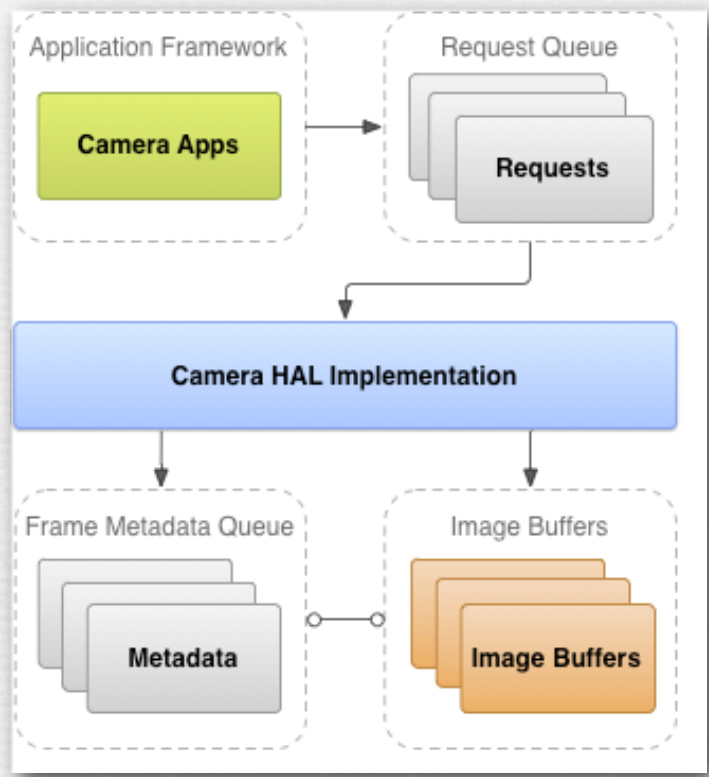 Application Framework
Request Queue
Camera Apps
Requests
Camera HAL Implementation
Frame Metadata Queue
Image Buffers
Metadata
Image Buffers